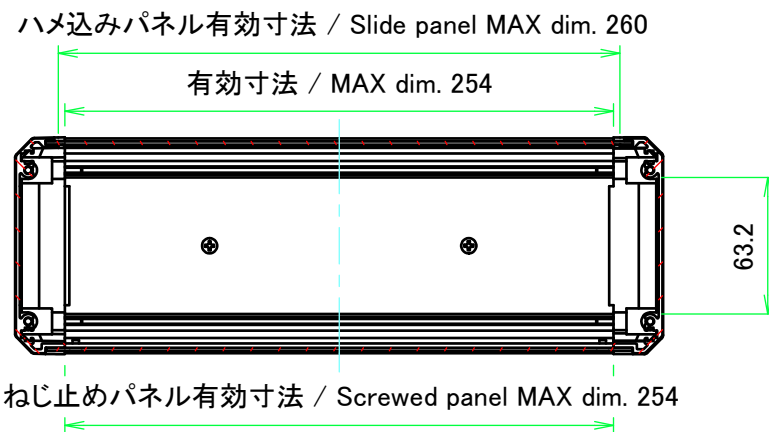 ハメ込みパネル有効寸法 / Slide panel MAX dim. 260
有効寸法 / MAX dim. 254
63.2
ねじ止めパネル有効寸法 / Screwed panel MAX dim. 254